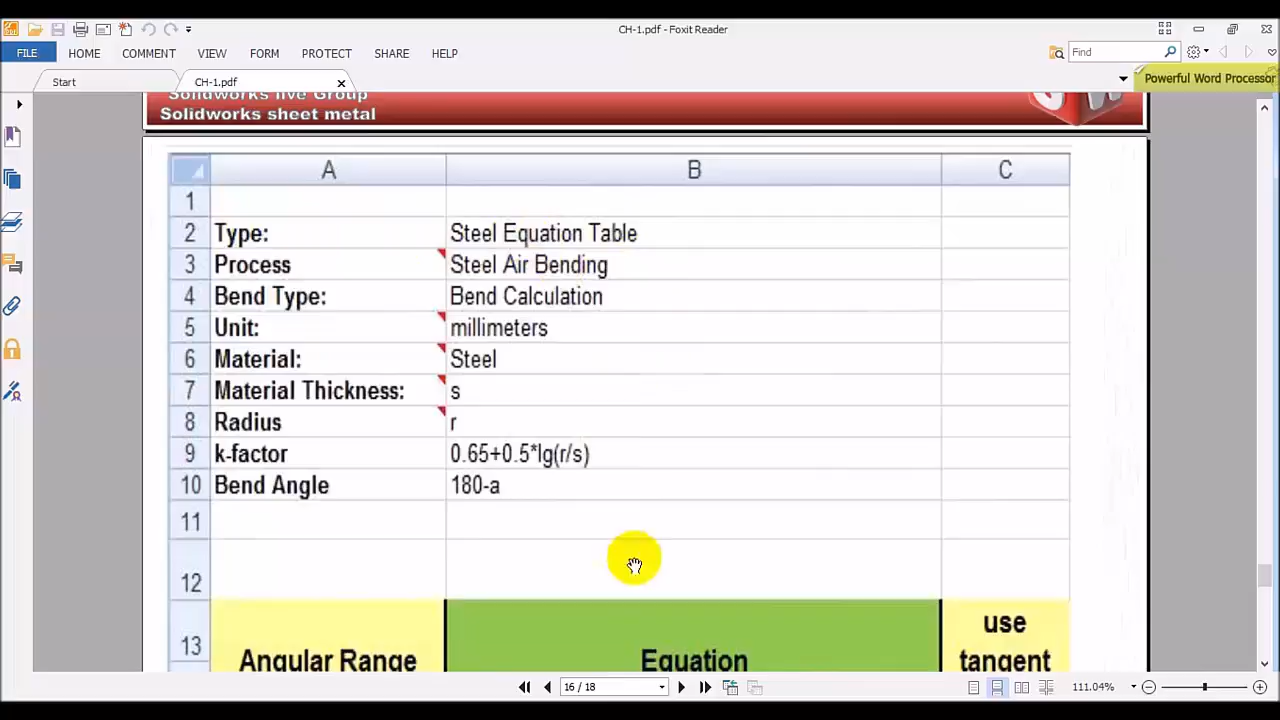 CH-1.pdf - Foxit Reader
FILE HOME COMMENT VIEW FORM PROTECT SHARE HELP Find
Start CH-1.pdf Powerful Word Processor
Solidworks live Group
Solidworks sheet metal
A B C
1
2 Type: Steel Equation Table
3 Process Steel Air Bending
4 Bend Type: Bend Calculation
5 Unit: millimeters
6 Material: Steel
7 Material Thickness: s
8 Radius r
9 k-factor 0.65+0.5*lg(r/s)
10 Bend Angle 180-a
11
12
13 Angular Range Equation use tangent
16 / 18 111.04%